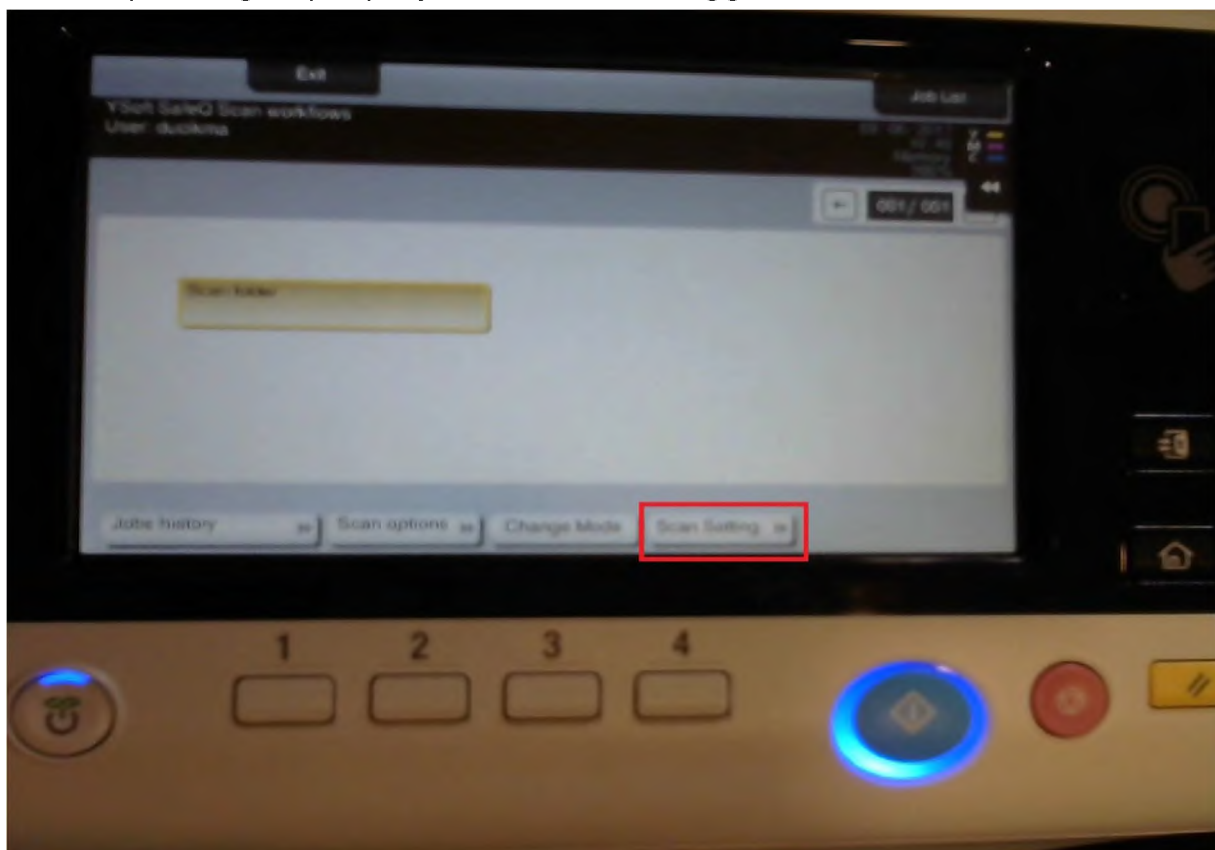 Exit
Job List
YSoft SafeQ Scan workflows
User
Y
M
Memory
001 / 001
Scan folder
Jobs history
Scan options
Change Mode
Scan Setting
1 2 3 4